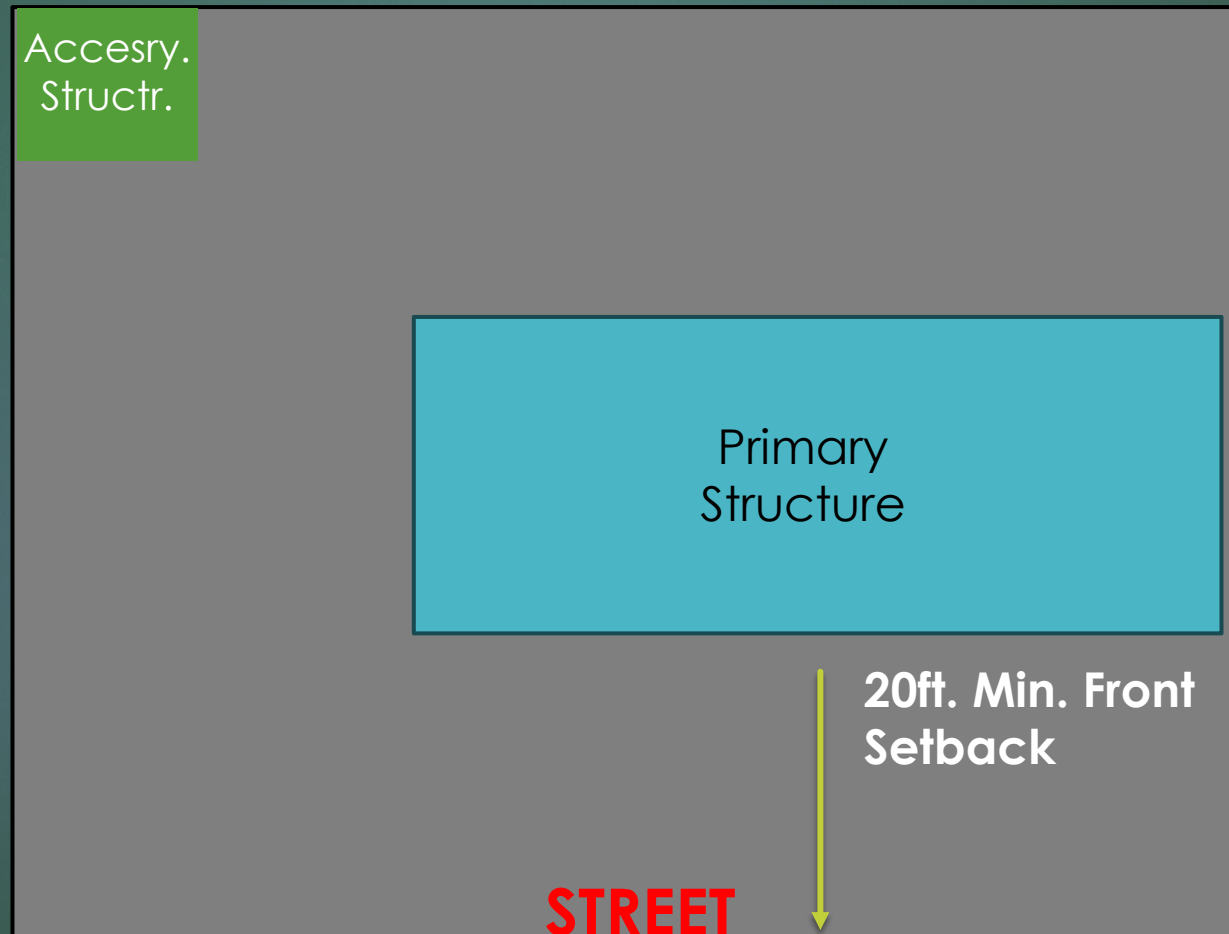 Accesry.
Structr.
Primary
Structure
20ft. Min. Front
Setback
STREET